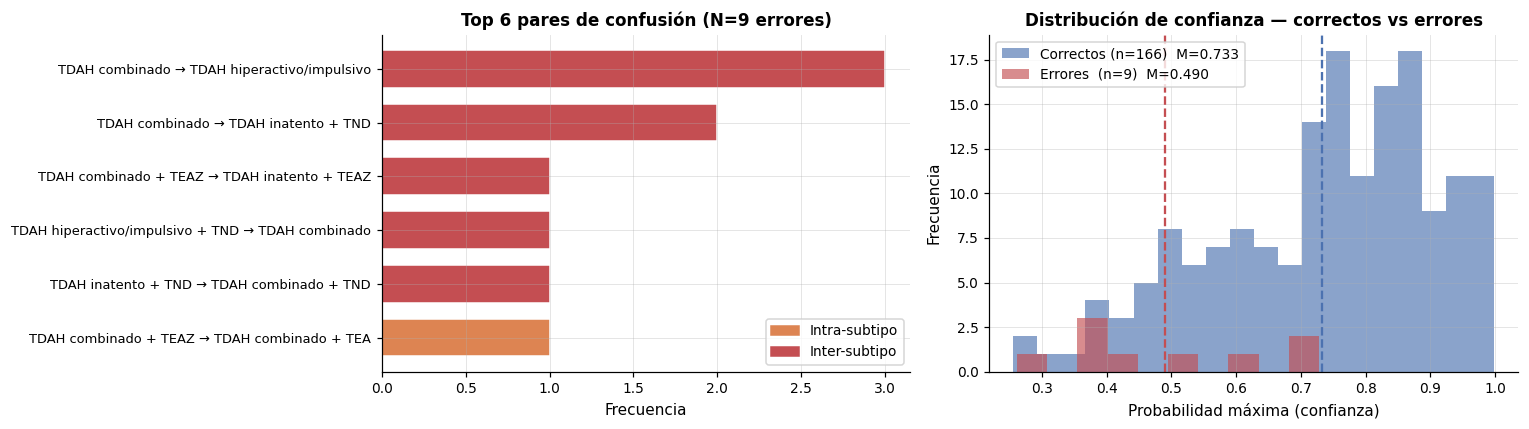 Top 6 pares de confusión (N=9 errores)
TDAH combinado → TDAH hiperactivo/impulsivo
TDAH combinado → TDAH inatento + TND
TDAH combinado + TEAZ → TDAH inatento + TEAZ
TDAH hiperactivo/impulsivo + TND → TDAH combinado
TDAH inatento + TND → TDAH combinado + TND
TDAH combinado + TEAZ → TDAH combinado + TEA
Intra-subtipo
Inter-subtipo
0.0 0.5 1.0 1.5 2.0 2.5 3.0
Frecuencia
Distribución de confianza — correctos vs errores
Correctos (n=166) M=0.733
Errores (n=9) M=0.490
Frecuencia
17.5
15.0
12.5
10.0
7.5
5.0
2.5
0.0
0.3 0.4 0.5 0.6 0.7 0.8 0.9 1.0
Probabilidad máxima (confianza)